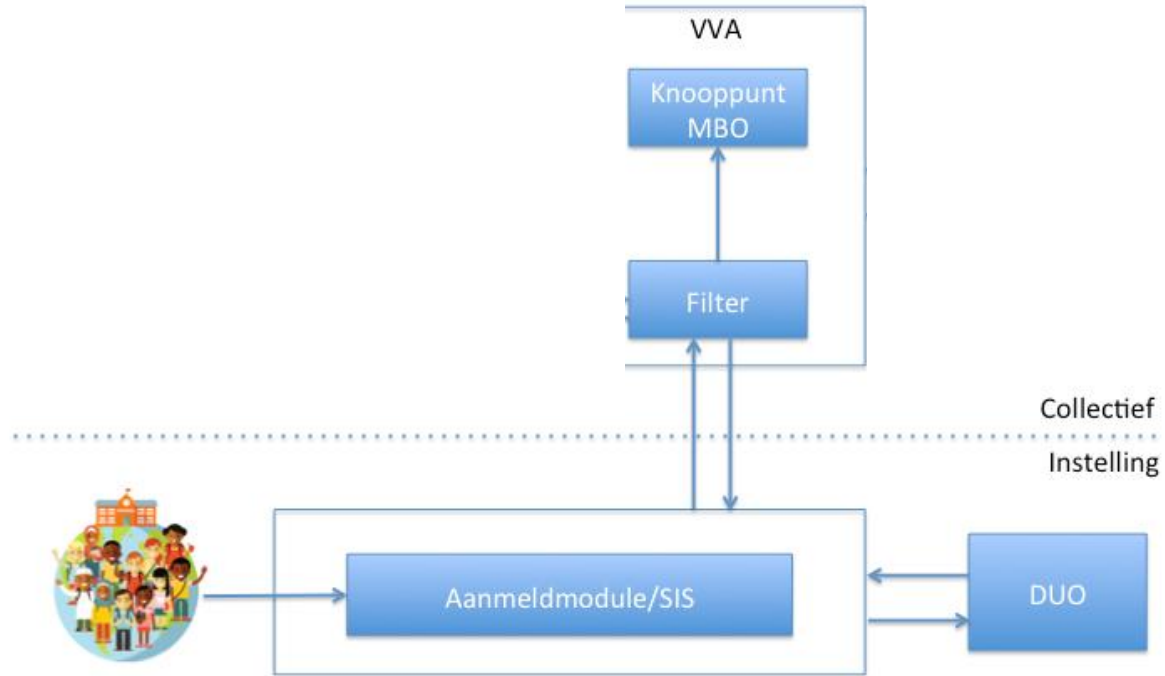 VVA
Knooppunt
MBO
Filter
Collectief
Instelling
Aanmeldmodule/SIS
DUO